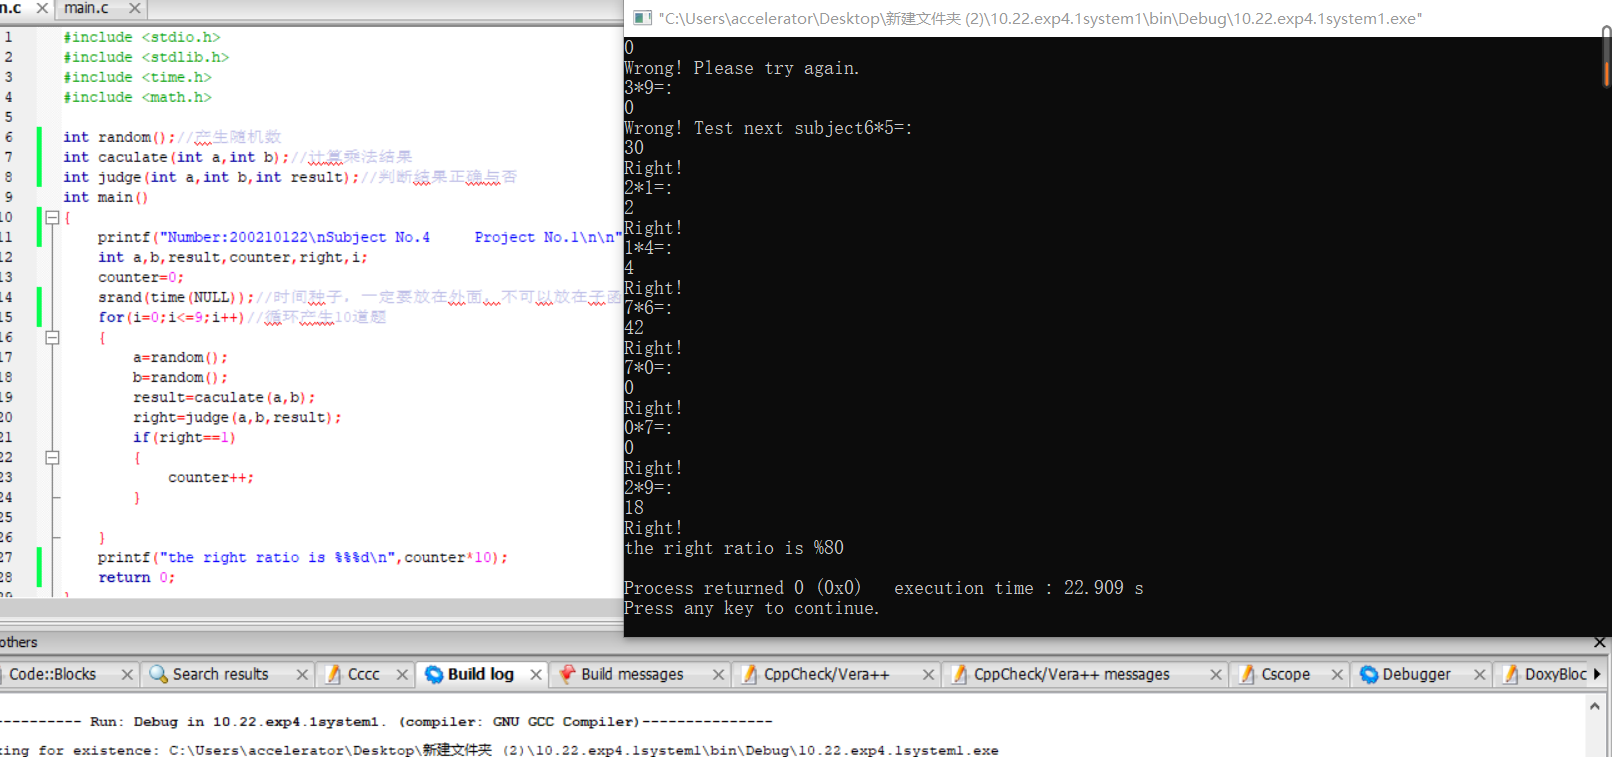 n.c
main.c
1 #include <stdio.h>
2 #include <stdlib.h>
3 #include <time.h>
4 #include <math.h>
5
6 int random();//产生随机数
7 int caculate(int a,int b);//计算乘法结果
8 int judge(int a,int b,int result);//判断结果正确与否
9 int main()
10 {
11 printf("Number:200210122\nSubject No.4     Project No.1\n\n"
12 int a,b,result,counter,right,i;
13 counter=0;
14 srand(time(NULL));//时间种子，一定要放在外面，不可以放在子函
15 for(i=0;i<=9;i++)//循环产生10道题
16 {
17 a=random();
18 b=random();
19 result=caculate(a,b);
20 right=judge(a,b,result);
21 if(right==1)
22 {
23 counter++;
24 }
25
26 }
27 printf("the right ratio is %%%d\n",counter*10);
28 return 0;
29 }
"C:\Users\accelerator\Desktop\新建文件夹 (2)\10.22.exp4.1system1\bin\Debug\10.22.exp4.1system1.exe"
0
Wrong! Please try again.
3*9=:
0
Wrong! Test next subject6*5=:
30
Right!
2*1=:
2
Right!
1*4=:
4
Right!
7*6=:
42
Right!
7*0=:
0
Right!
0*7=:
0
Right!
2*9=:
18
Right!
the right ratio is %80
Process returned 0 (0x0)   execution time : 22.909 s
Press any key to continue.
others
Code::Blocks
Search results
Cccc
Build log
Build messages
CppCheck/Vera++
CppCheck/Vera++ messages
Cscope
Debugger
DoxyBloc
---------- Run: Debug in 10.22.exp4.1system1. (compiler: GNU GCC Compiler)---------------
king for existence: C:\Users\accelerator\Desktop\新建文件夹 (2)\10.22.exp4.1system1\bin\Debug\10.22.exp4.1system1.exe